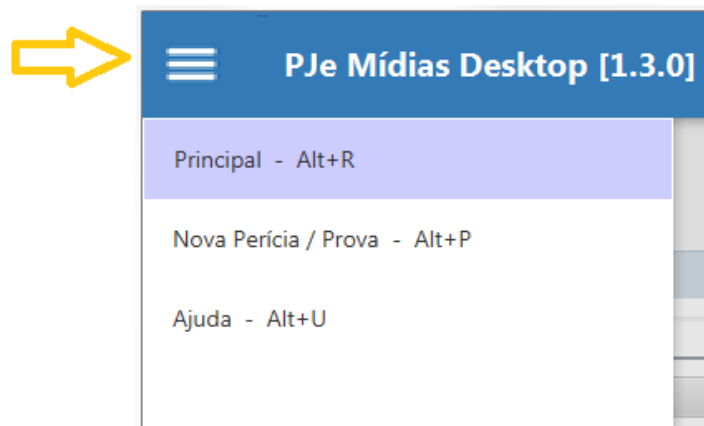 PJe Mídias Desktop [1.3.0]
Principal - Alt+R
Nova Perícia / Prova - Alt+P
Ajuda - Alt+U